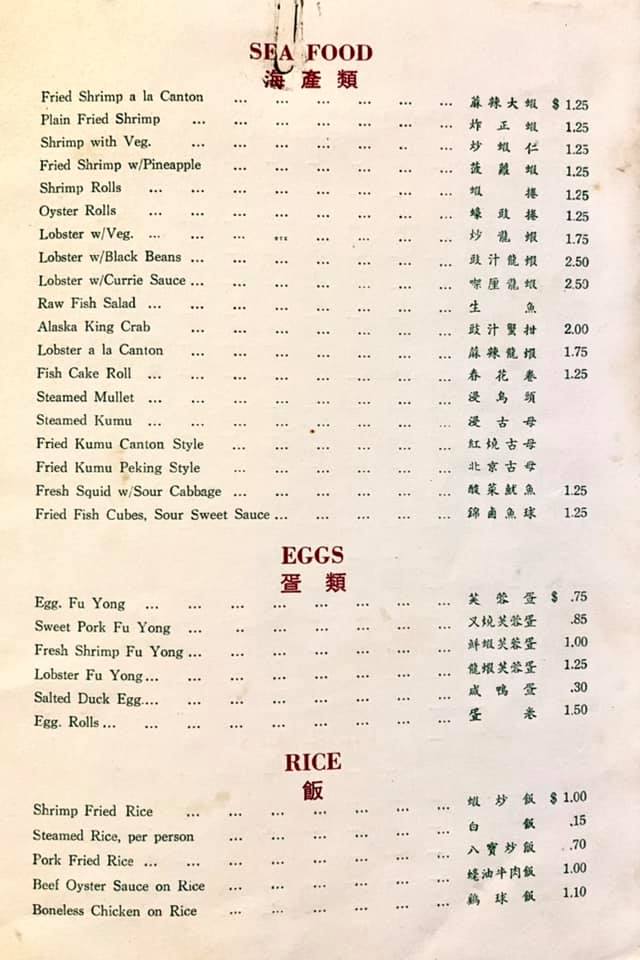 SEA FOOD
海產類
Fried Shrimp a la Canton ... ... ... ... ... ... 蔴辣大蝦 $ 1.25
Plain Fried Shrimp ... ... ... ... ... ... ... 炸正蝦 1.25
Shrimp with Veg. ... ... ... ... ... ... ... 炒蝦仁 1.25
Fried Shrimp w/Pineapple ... ... ... ... ... ... 菠蘿蝦 1.25
Shrimp Rolls ... ... ... ... ... ... ... ... 蝦捲 1.25
Oyster Rolls ... ... ... ... ... ... ... ... 蠔豉捲 1.25
Lobster w/Veg. ... ... ... ... ... ... ... ... 炒龍蝦 1.75
Lobster w/Black Beans ... ... ... ... ... ... ... 豉汁龍蝦 2.50
Lobster w/Currie Sauce ... ... ... ... ... ... ... 㗎厘龍蝦 2.50
Raw Fish Salad ... ... ... ... ... ... ... ... 生魚
Alaska King Crab ... ... ... ... ... ... ... 豉汁蟹拑 2.00
Lobster a la Canton ... ... ... ... ... ... ... 蔴辣龍蝦 1.75
Fish Cake Roll ... ... ... ... ... ... ... ... 春花卷 1.25
Steamed Mullet ... ... ... ... ... ... ... ... 浸烏頭
Steamed Kumu ... ... ... ... ... ... ... ... 浸古母
Fried Kumu Canton Style ... ... ... ... ... ... 紅燒古母
Fried Kumu Peking Style ... ... ... ... ... ... 北京古母
Fresh Squid w/Sour Cabbage ... ... ... ... ... ... 酸菜魷魚 1.25
Fried Fish Cubes, Sour Sweet Sauce ... ... ... ... ... 錦鹵魚球 1.25
EGGS
疍類
Egg. Fu Yong ... ... ... ... ... ... ... ... 芙蓉蛋 $ .75
Sweet Pork Fu Yong ... ... ... ... ... ... ... 叉燒芙蓉蛋 .85
Fresh Shrimp Fu Yong ... ... ... ... ... ... ... 鮮蝦芙蓉蛋 1.00
Lobster Fu Yong ... ... ... ... ... ... ... ... 龍蝦芙蓉蛋 1.25
Salted Duck Egg.... ... ... ... ... ... ... ... 咸鴨蛋 .30
Egg. Rolls ... ... ... ... ... ... ... ... ... 蛋卷 1.50
RICE
飯
Shrimp Fried Rice ... ... ... ... ... ... ... 蝦炒飯 $ 1.00
Steamed Rice, per person ... ... ... ... ... ... 白飯 .15
Pork Fried Rice ... ... ... ... ... ... ... ... 八寶炒飯 .70
Beef Oyster Sauce on Rice ... ... ... ... ... ... 蠔油牛肉飯 1.00
Boneless Chicken on Rice ... ... ... ... ... ... 鷄球飯 1.10